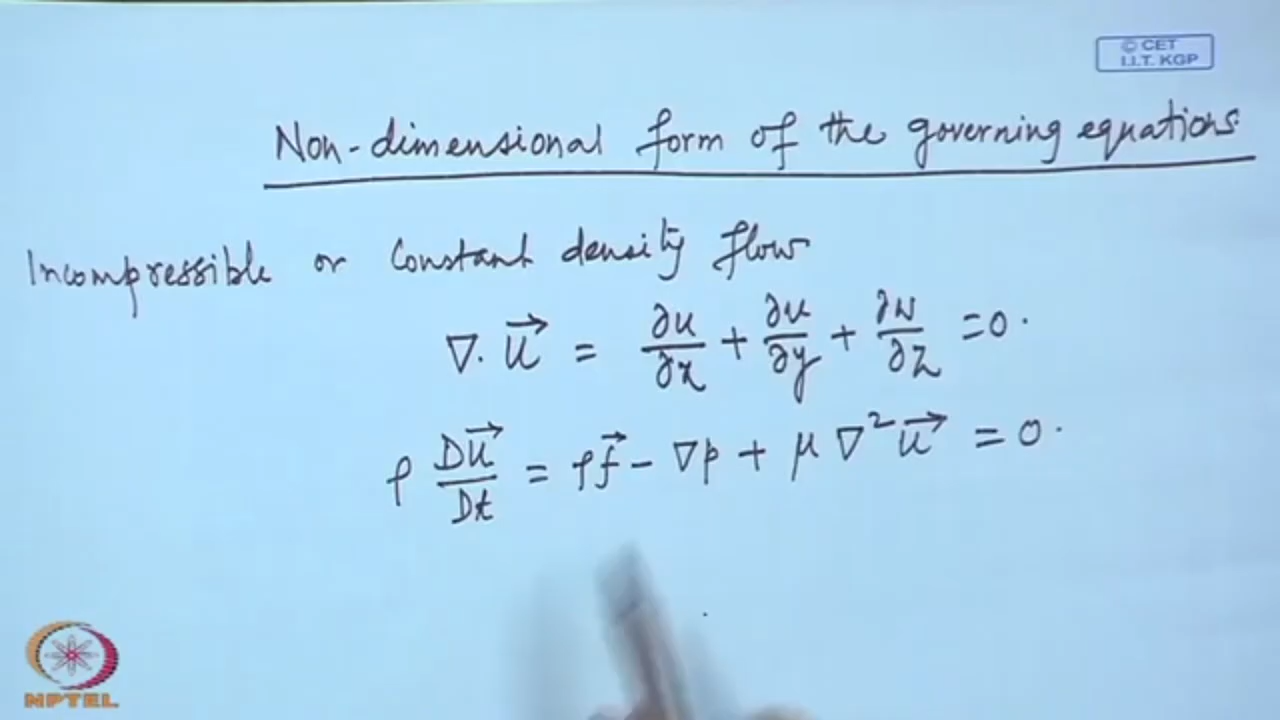 © CET
I.I.T. KGP
Non-dimensional form of the governing equations.
Incompressible or Constant density flow
∇. u⃗ = ∂u/∂x + ∂v/∂y + ∂w/∂z = 0.
ρ Du⃗/Dt = ρf⃗ - ∇p + μ ∇² u⃗ = 0.
NPTEL